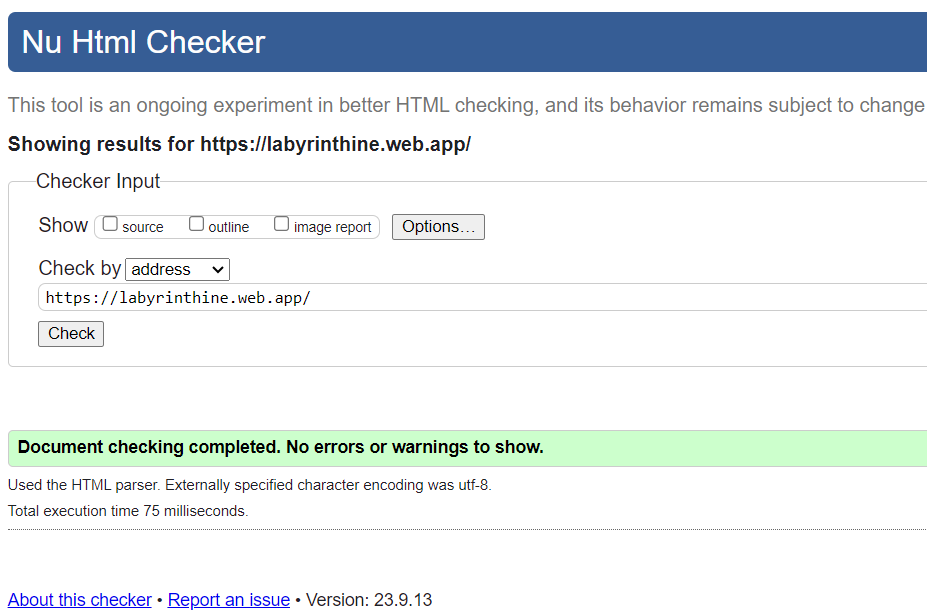 Nu Html Checker
This tool is an ongoing experiment in better HTML checking, and its behavior remains subject to change
Showing results for https://labyrinthine.web.app/
Checker Input
Show source outline image report Options...
Check by address
https://labyrinthine.web.app/
Check
Document checking completed. No errors or warnings to show.
Used the HTML parser. Externally specified character encoding was utf-8.
Total execution time 75 milliseconds.
About this checker • Report an issue • Version: 23.9.13